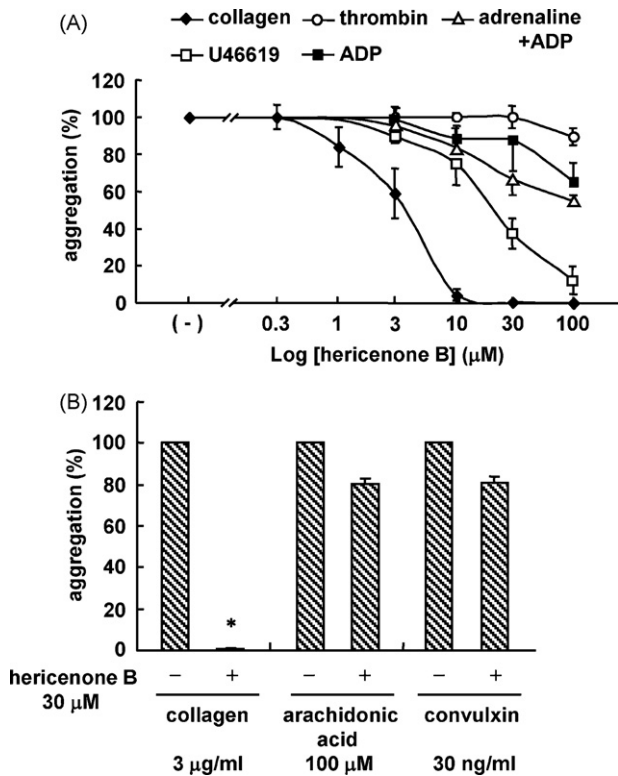 (A)
collagen thrombin adrenaline
+ADP
U46619 ADP
aggregation (%)
120
100
80
60
40
20
0
(-) 0.3 1 3 10 30 100
Log [hericenone B] (μM)
(B)
aggregation (%)
120
100
80
60
40
20
0
*
hericenone B − + − + − +
30 μM
collagen arachidonic convulxin
acid
3 μg/ml 100 μM 30 ng/ml